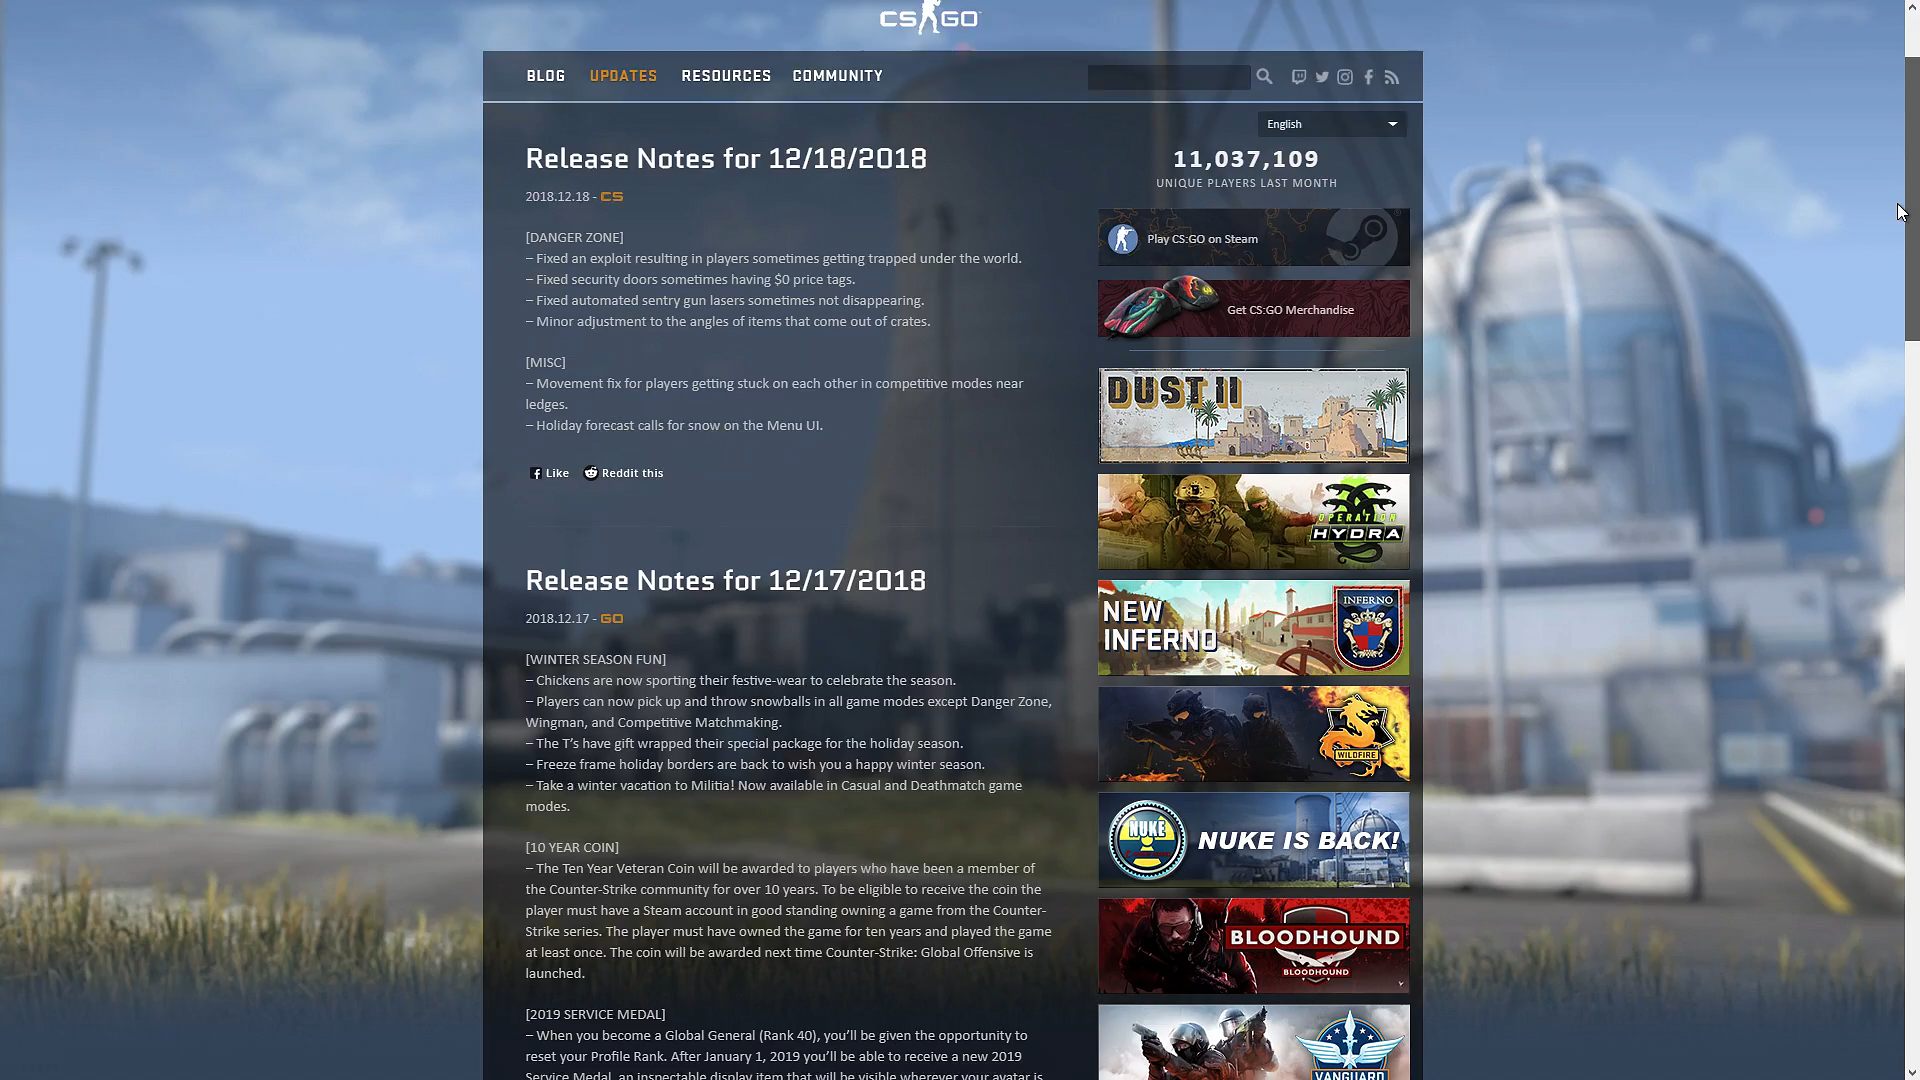 CS GO
BLOG UPDATES RESOURCES COMMUNITY
English
Release Notes for 12/18/2018
2018.12.18 - CS
[DANGER ZONE]
– Fixed an exploit resulting in players sometimes getting trapped under the world.
– Fixed security doors sometimes having $0 price tags.
– Fixed automated sentry gun lasers sometimes not disappearing.
– Minor adjustment to the angles of items that come out of crates.
[MISC]
– Movement fix for players getting stuck on each other in competitive modes near
ledges.
– Holiday forecast calls for snow on the Menu UI.
Like Reddit this
Release Notes for 12/17/2018
2018.12.17 - GO
[WINTER SEASON FUN]
– Chickens are now sporting their festive-wear to celebrate the season.
– Players can now pick up and throw snowballs in all game modes except Danger Zone,
Wingman, and Competitive Matchmaking.
– The T’s have gift wrapped their special package for the holiday season.
– Freeze frame holiday borders are back to wish you a happy winter season.
– Take a winter vacation to Militia! Now available in Casual and Deathmatch game
modes.
[10 YEAR COIN]
– The Ten Year Veteran Coin will be awarded to players who have been a member of
the Counter-Strike community for over 10 years. To be eligible to receive the coin the
player must have a Steam account in good standing owning a game from the Counter-
Strike series. The player must have owned the game for ten years and played the game
at least once. The coin will be awarded next time Counter-Strike: Global Offensive is
launched.
[2019 SERVICE MEDAL]
– When you become a Global General (Rank 40), you’ll be given the opportunity to
reset your Profile Rank. After January 1, 2019 you’ll be able to receive a new 2019
Service Medal, an inspectable display item that will be visible wherever your avatar is
11,037,109
UNIQUE PLAYERS LAST MONTH
Play CS:GO on Steam
Get CS:GO Merchandise
DUST II
OPERATION
HYDRA
NEW
INFERNO
INFERNO
WILDFIRE
NUKE
NUKE IS BACK!
BLOODHOUND
BLOODHOUND
VANGUARD